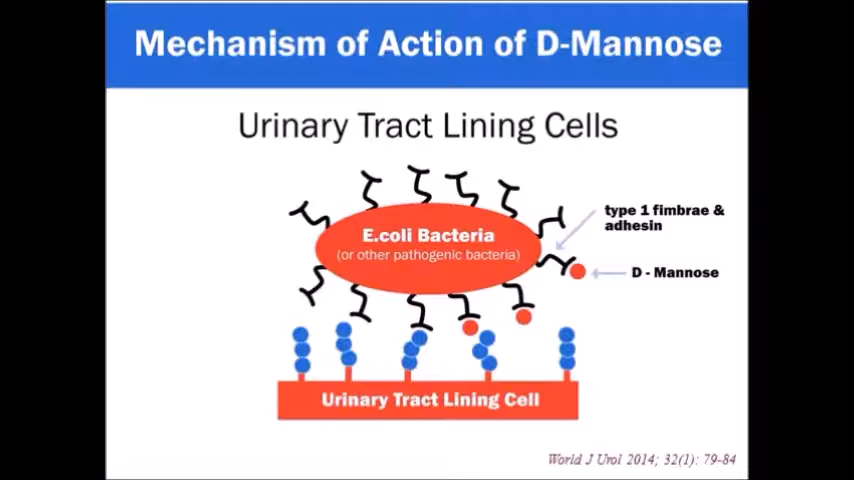 Mechanism of Action of D-Mannose
Urinary Tract Lining Cells
type 1 fimbrae &
adhesin
E.coli Bacteria
(or other pathogenic bacteria)
D - Mannose
Urinary Tract Lining Cell
World J Urol 2014; 32(1): 79-84